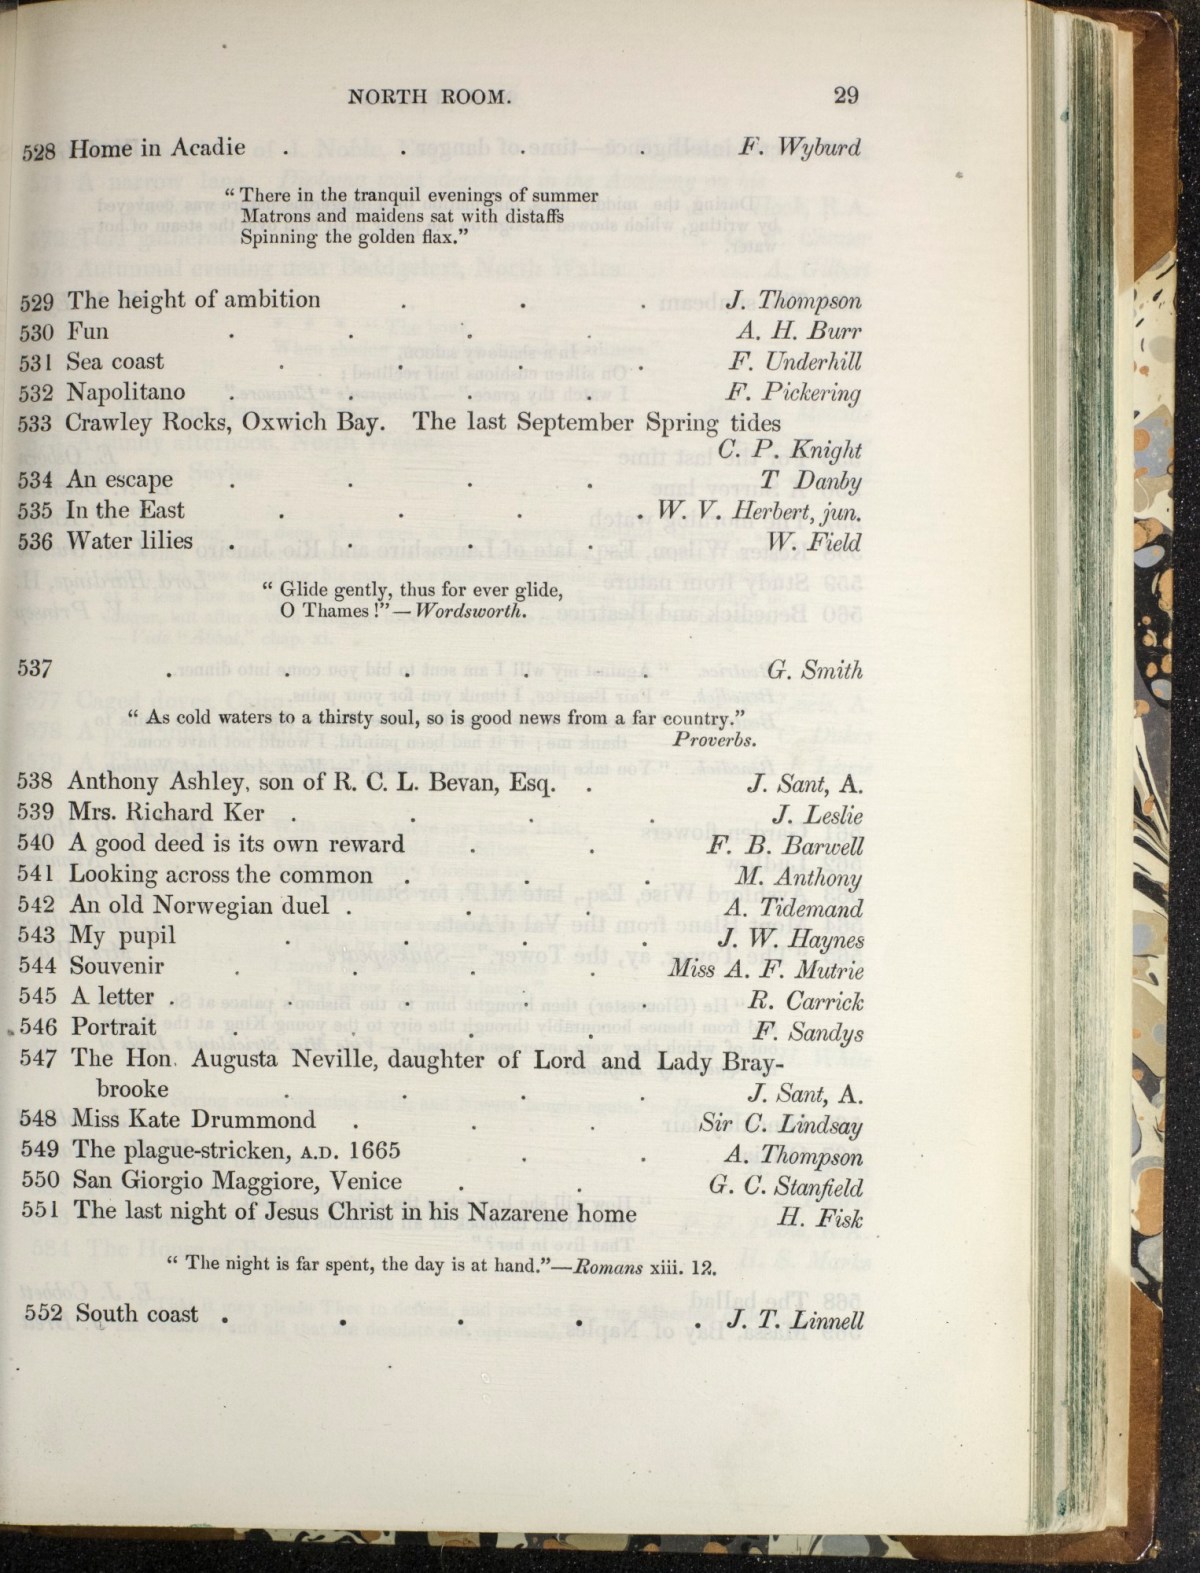 NORTH ROOM. 29
528 Home in Acadie . . . . F. Wyburd
“ There in the tranquil evenings of summer
Matrons and maidens sat with distaffs
Spinning the golden flax.”
529 The height of ambition . . . J. Thompson
530 Fun . . . . A. H. Burr
531 Sea coast . . . . F. Underhill
532 Napolitano . . . . F. Pickering
533 Crawley Rocks, Oxwich Bay. The last September Spring tides
C. P. Knight
534 An escape . . . . T Danby
535 In the East . . . . W. V. Herbert, jun.
536 Water lilies . . . . W. Field
“ Glide gently, thus for ever glide,
O Thames !”—Wordsworth.
537 . . . . . G. Smith
“ As cold waters to a thirsty soul, so is good news from a far country.”
Proverbs.
538 Anthony Ashley, son of R. C. L. Bevan, Esq. . J. Sant, A.
539 Mrs. Richard Ker . . . . J. Leslie
540 A good deed is its own reward . . F. B. Barwell
541 Looking across the common . . . M. Anthony
542 An old Norwegian duel . . . A. Tidemand
543 My pupil . . . . J. W. Haynes
544 Souvenir . . . . Miss A. F. Mutrie
545 A letter . . . . . R. Carrick
546 Portrait . . . . F. Sandys
547 The Hon. Augusta Neville, daughter of Lord and Lady Bray-
brooke . . . . J. Sant, A.
548 Miss Kate Drummond . . . Sir C. Lindsay
549 The plague-stricken, A.D. 1665 . . A. Thompson
550 San Giorgio Maggiore, Venice . . G. C. Stanfield
551 The last night of Jesus Christ in his Nazarene home H. Fisk
“ The night is far spent, the day is at hand.”—Romans xiii. 12.
552 South coast . . . . . J. T. Linnell